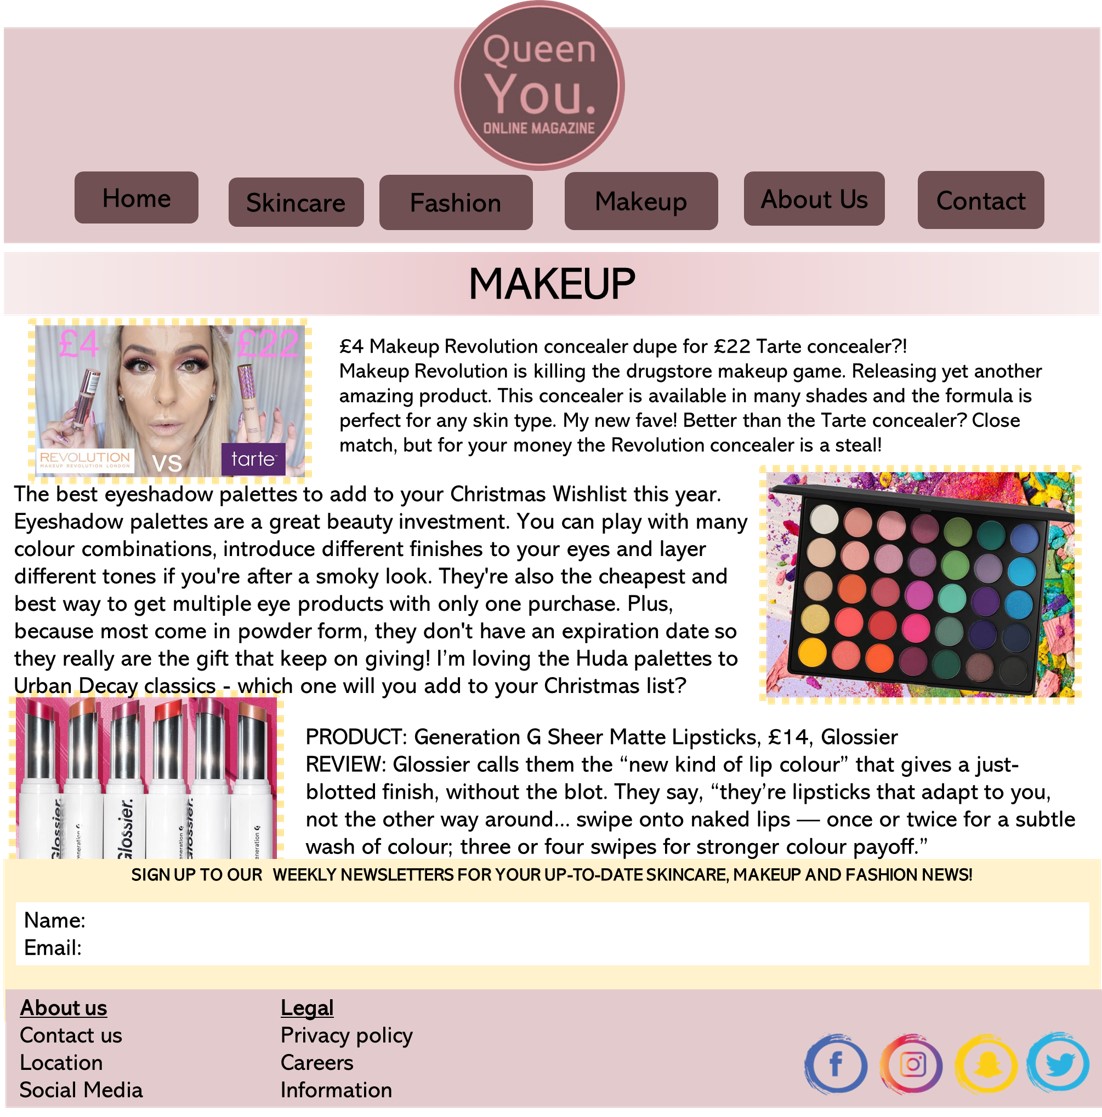 Queen
You.
ONLINE MAGAZINE
Home
Skincare
Fashion
Makeup
About Us
Contact
MAKEUP
£4
£22
REVOLUTION
MAKEUP REVOLUTION LONDON
VS
tarte
£4 Makeup Revolution concealer dupe for £22 Tarte concealer?!
Makeup Revolution is killing the drugstore makeup game. Releasing yet another
amazing product. This concealer is available in many shades and the formula is
perfect for any skin type. My new fave! Better than the Tarte concealer? Close
match, but for your money the Revolution concealer is a steal!
The best eyeshadow palettes to add to your Christmas Wishlist this year.
Eyeshadow palettes are a great beauty investment. You can play with many
colour combinations, introduce different finishes to your eyes and layer
different tones if you're after a smoky look. They're also the cheapest and
best way to get multiple eye products with only one purchase. Plus,
because most come in powder form, they don't have an expiration date so
they really are the gift that keep on giving! I’m loving the Huda palettes to
Urban Decay classics - which one will you add to your Christmas list?
Glossier.
Glossier.
Glossier.
PRODUCT: Generation G Sheer Matte Lipsticks, £14, Glossier
REVIEW: Glossier calls them the “new kind of lip colour” that gives a just-
blotted finish, without the blot. They say, “they’re lipsticks that adapt to you,
not the other way around... swipe onto naked lips — once or twice for a subtle
wash of colour; three or four swipes for stronger colour payoff.”
SIGN UP TO OUR WEEKLY NEWSLETTERS FOR YOUR UP-TO-DATE SKINCARE, MAKEUP AND FASHION NEWS!
Name:
Email:
About us
Contact us
Location
Social Media
Legal
Privacy policy
Careers
Information